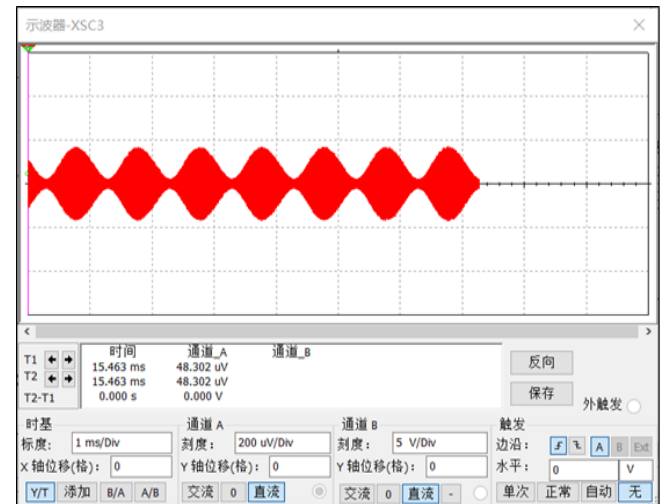 示波器-XSC3
时间 通道_A 通道_B
T1 15.463 ms 48.302 uV
T2 15.463 ms 48.302 uV
T2-T1 0.000 s 0.000 V
反向
保存
外触发
时基 通道 A 通道 B 触发
标度： 1 ms/Div 刻度： 200 uV/Div 刻度： 5 V/Div 边沿： A B Ext
X 轴位移(格)： 0 Y 轴位移(格)： 0 Y 轴位移(格)： 0 水平： 0 V
Y/T 添加 B/A A/B 交流 0 直流 交流 0 直流 - 单次 正常 自动 无